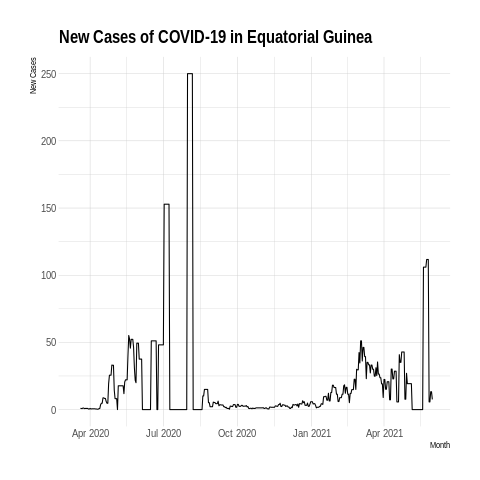 New Cases of COVID-19 in Equatorial Guinea
New Cases
250
200
150
100
50
0
Apr 2020 Jul 2020 Oct 2020 Jan 2021 Apr 2021
Month